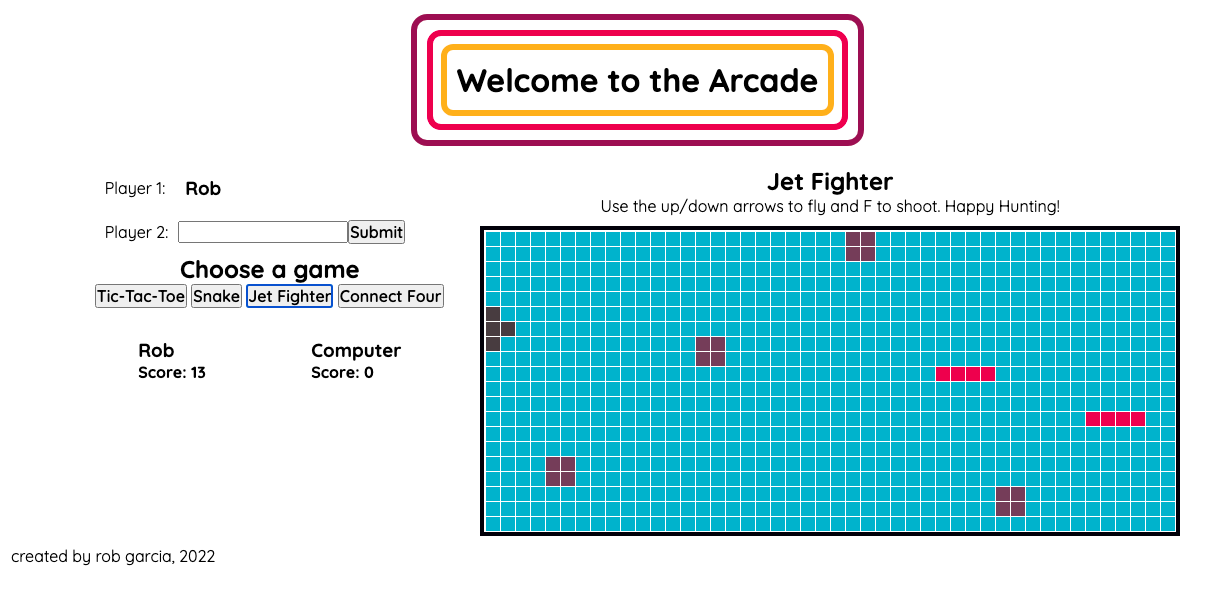 Welcome to the Arcade
Player 1: Rob
Player 2: Submit
Choose a game
Tic-Tac-Toe Snake Jet Fighter Connect Four
Rob Computer
Score: 13 Score: 0
Jet Fighter
Use the up/down arrows to fly and F to shoot. Happy Hunting!
created by rob garcia, 2022